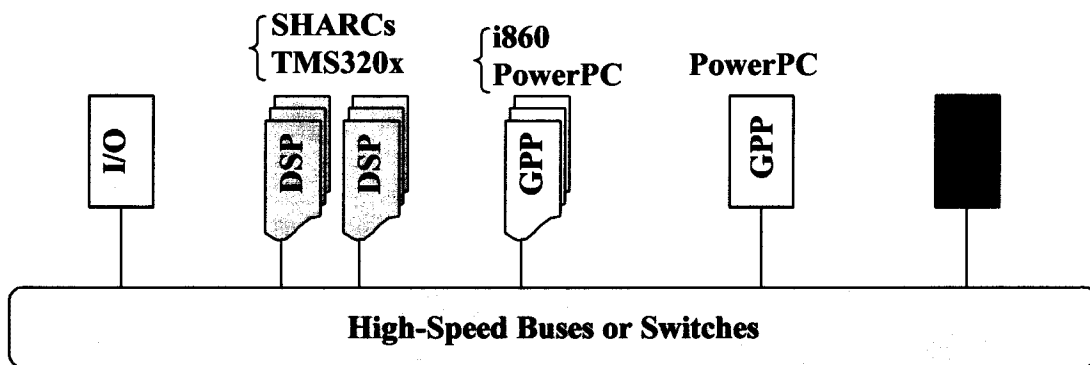 SHARCs
TMS320x
i860
PowerPC
PowerPC
I/O
DSP
DSP
GPP
GPP
High-Speed Buses or Switches